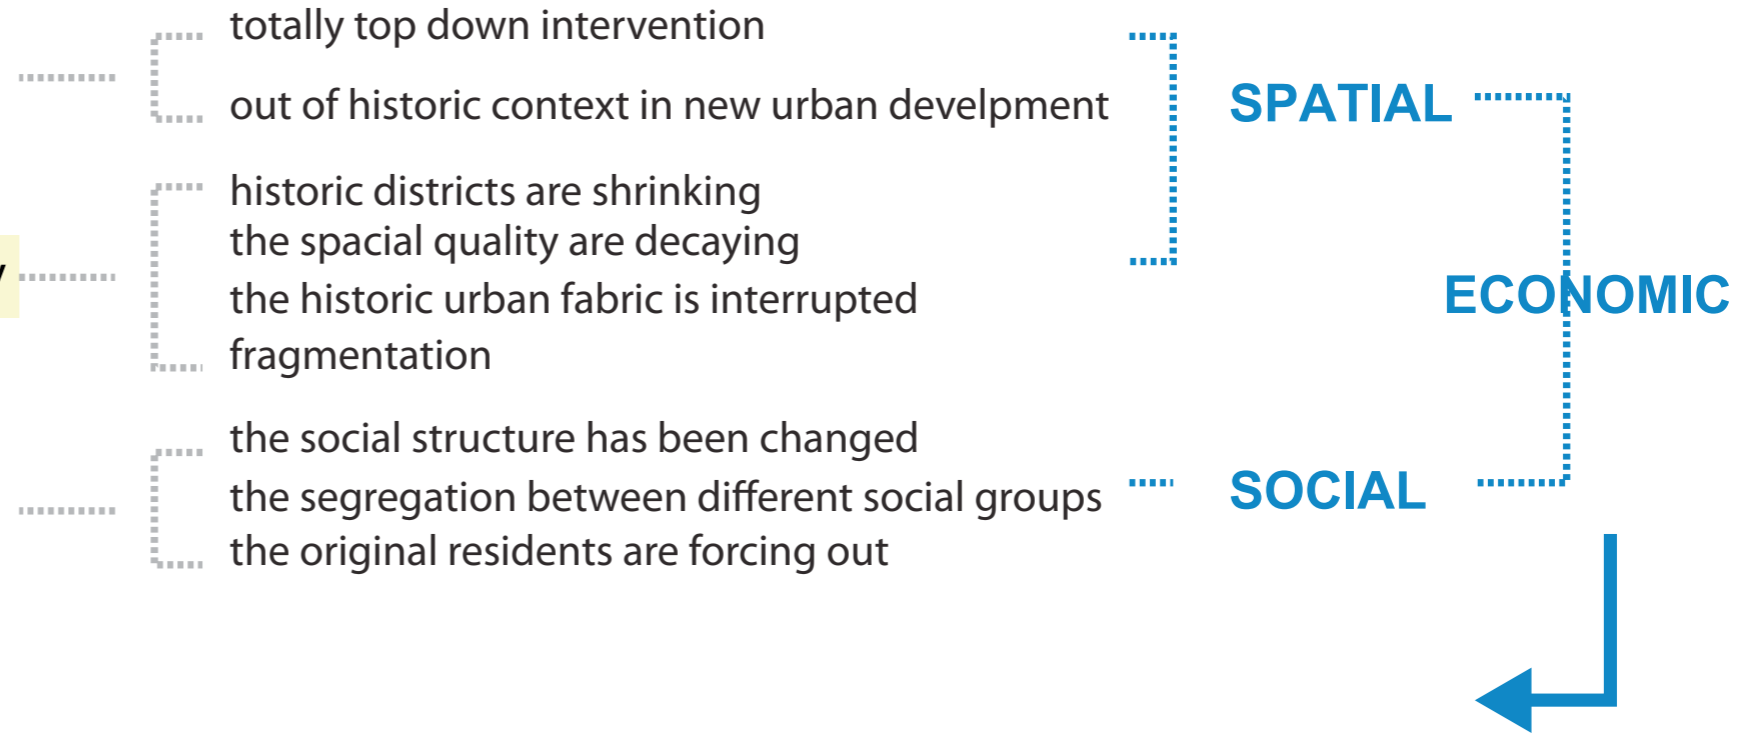 totally top down intervention
out of historic context in new urban develpment
SPATIAL
historic districts are shrinking
the spacial quality are decaying
the historic urban fabric is interrupted
ECONOMIC
fragmentation
the social structure has been changed
the segregation between different social groups
SOCIAL
the original residents are forcing out